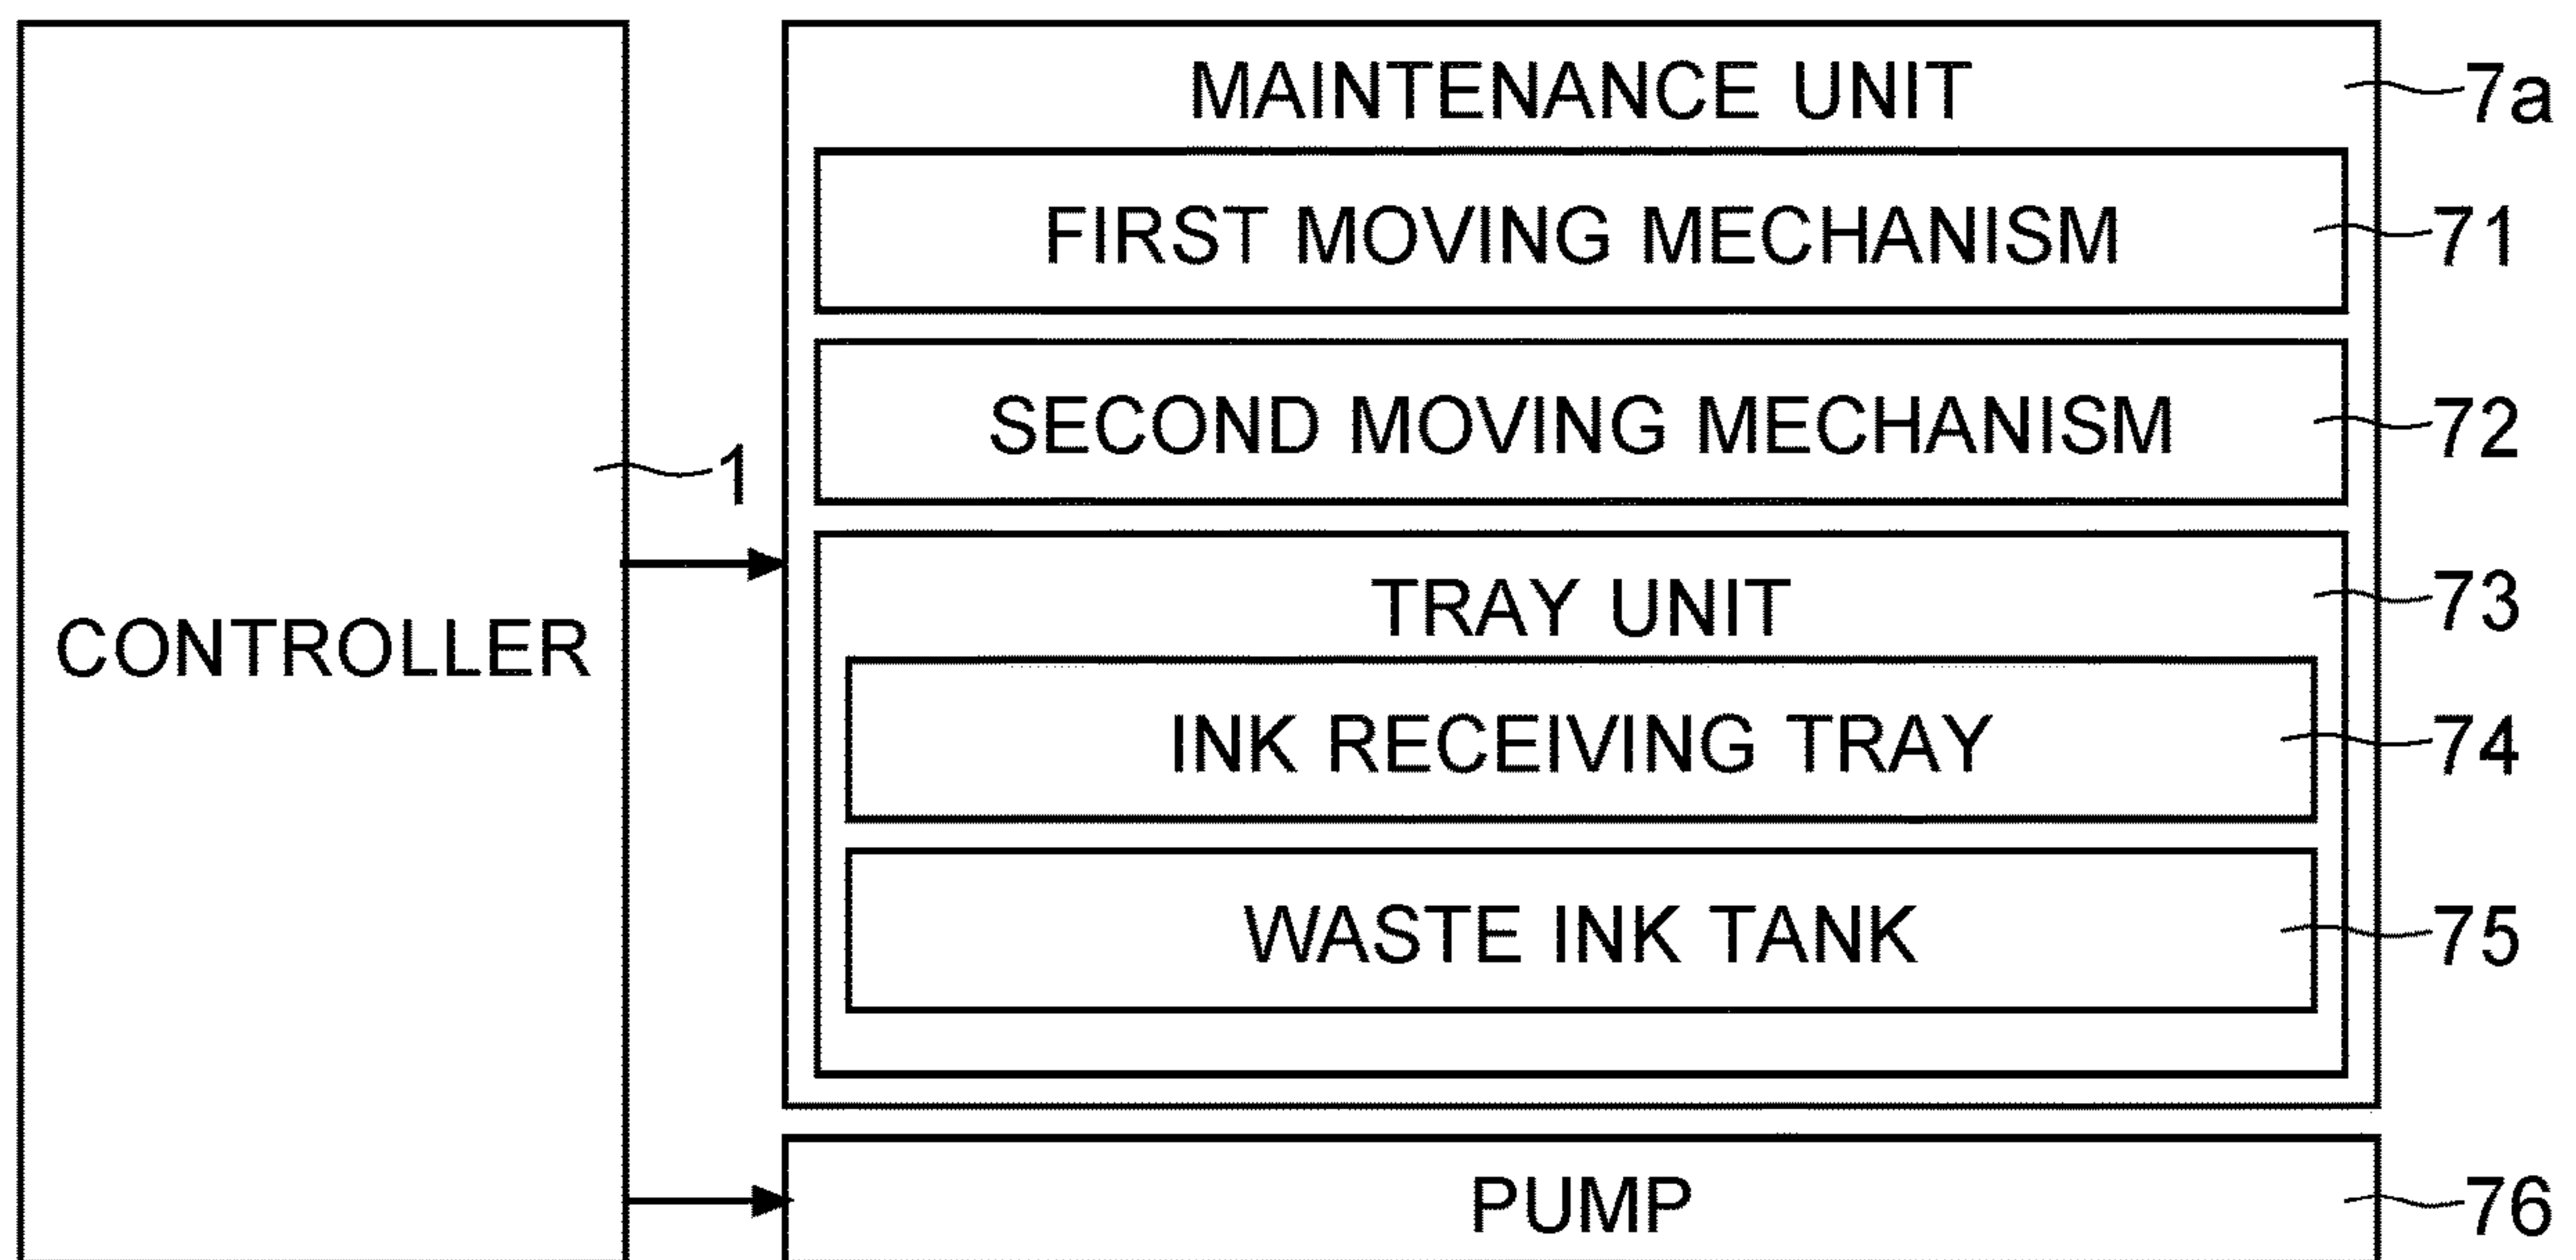 MAINTENANCE UNIT 7a
FIRST MOVING MECHANISM 71
SECOND MOVING MECHANISM 72
1
TRAY UNIT 73
CONTROLLER
INK RECEIVING TRAY 74
WASTE INK TANK 75
PUMP 76